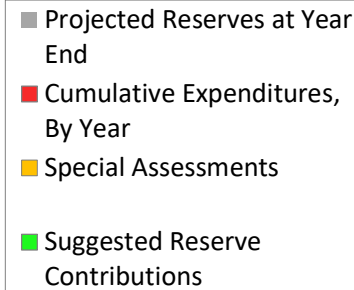 Projected Reserves at Year
End
Cumulative Expenditures,
By Year
Special Assessments
Suggested Reserve
Contributions